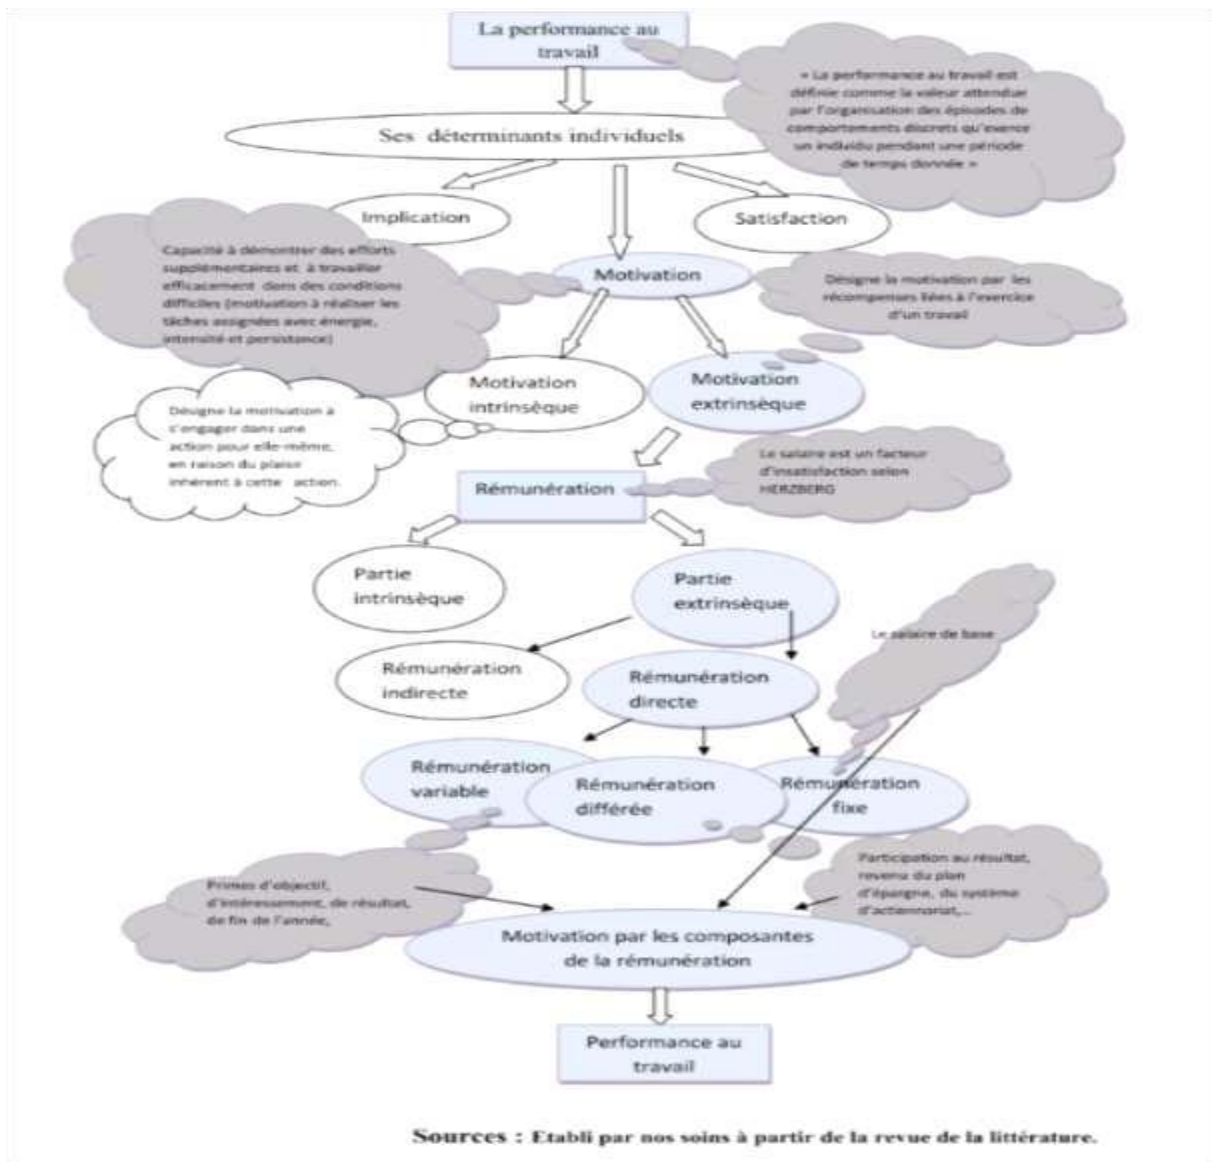 La performance au
travail
« La performance au travail est
définie comme la valeur attendue
par l'organisation des épisodes de
comportements discrets qu'exerce
un individu pendant une période
de temps donnée »
Ses déterminants individuels
Implication
Satisfaction
Capacité à démontrer des efforts
supplémentaires et à travailler
efficacement dans des conditions
difficiles (motivation à réaliser les
tâches assignées avec énergie,
intensité et persistance)
Motivation
Désigne la motivation par les
récompenses liées à l'exercice
d'un travail
Motivation
intrinsèque
Motivation
extrinsèque
Désigne la motivation à
s'engager dans une
action pour elle-même,
en raison du plaisir
inhérent à cette action.
Le salaire est un facteur
d'insatisfaction selon
HERZBERG
Rémunération
Partie
intrinsèque
Partie
extrinsèque
Le salaire de base
Rémunération
indirecte
Rémunération
directe
Rémunération
variable
Rémunération
différée
Rémunération
fixe
Primes d'objectif,
d'intéressement, de résultat,
de fin de l'année,
Participation au résultat,
revenu du plan
d'épargne, du système
d'actionnariat,...
Motivation par les composantes
de la rémunération
Performance au
travail
Sources : Etabli par nos soins à partir de la revue de la littérature.